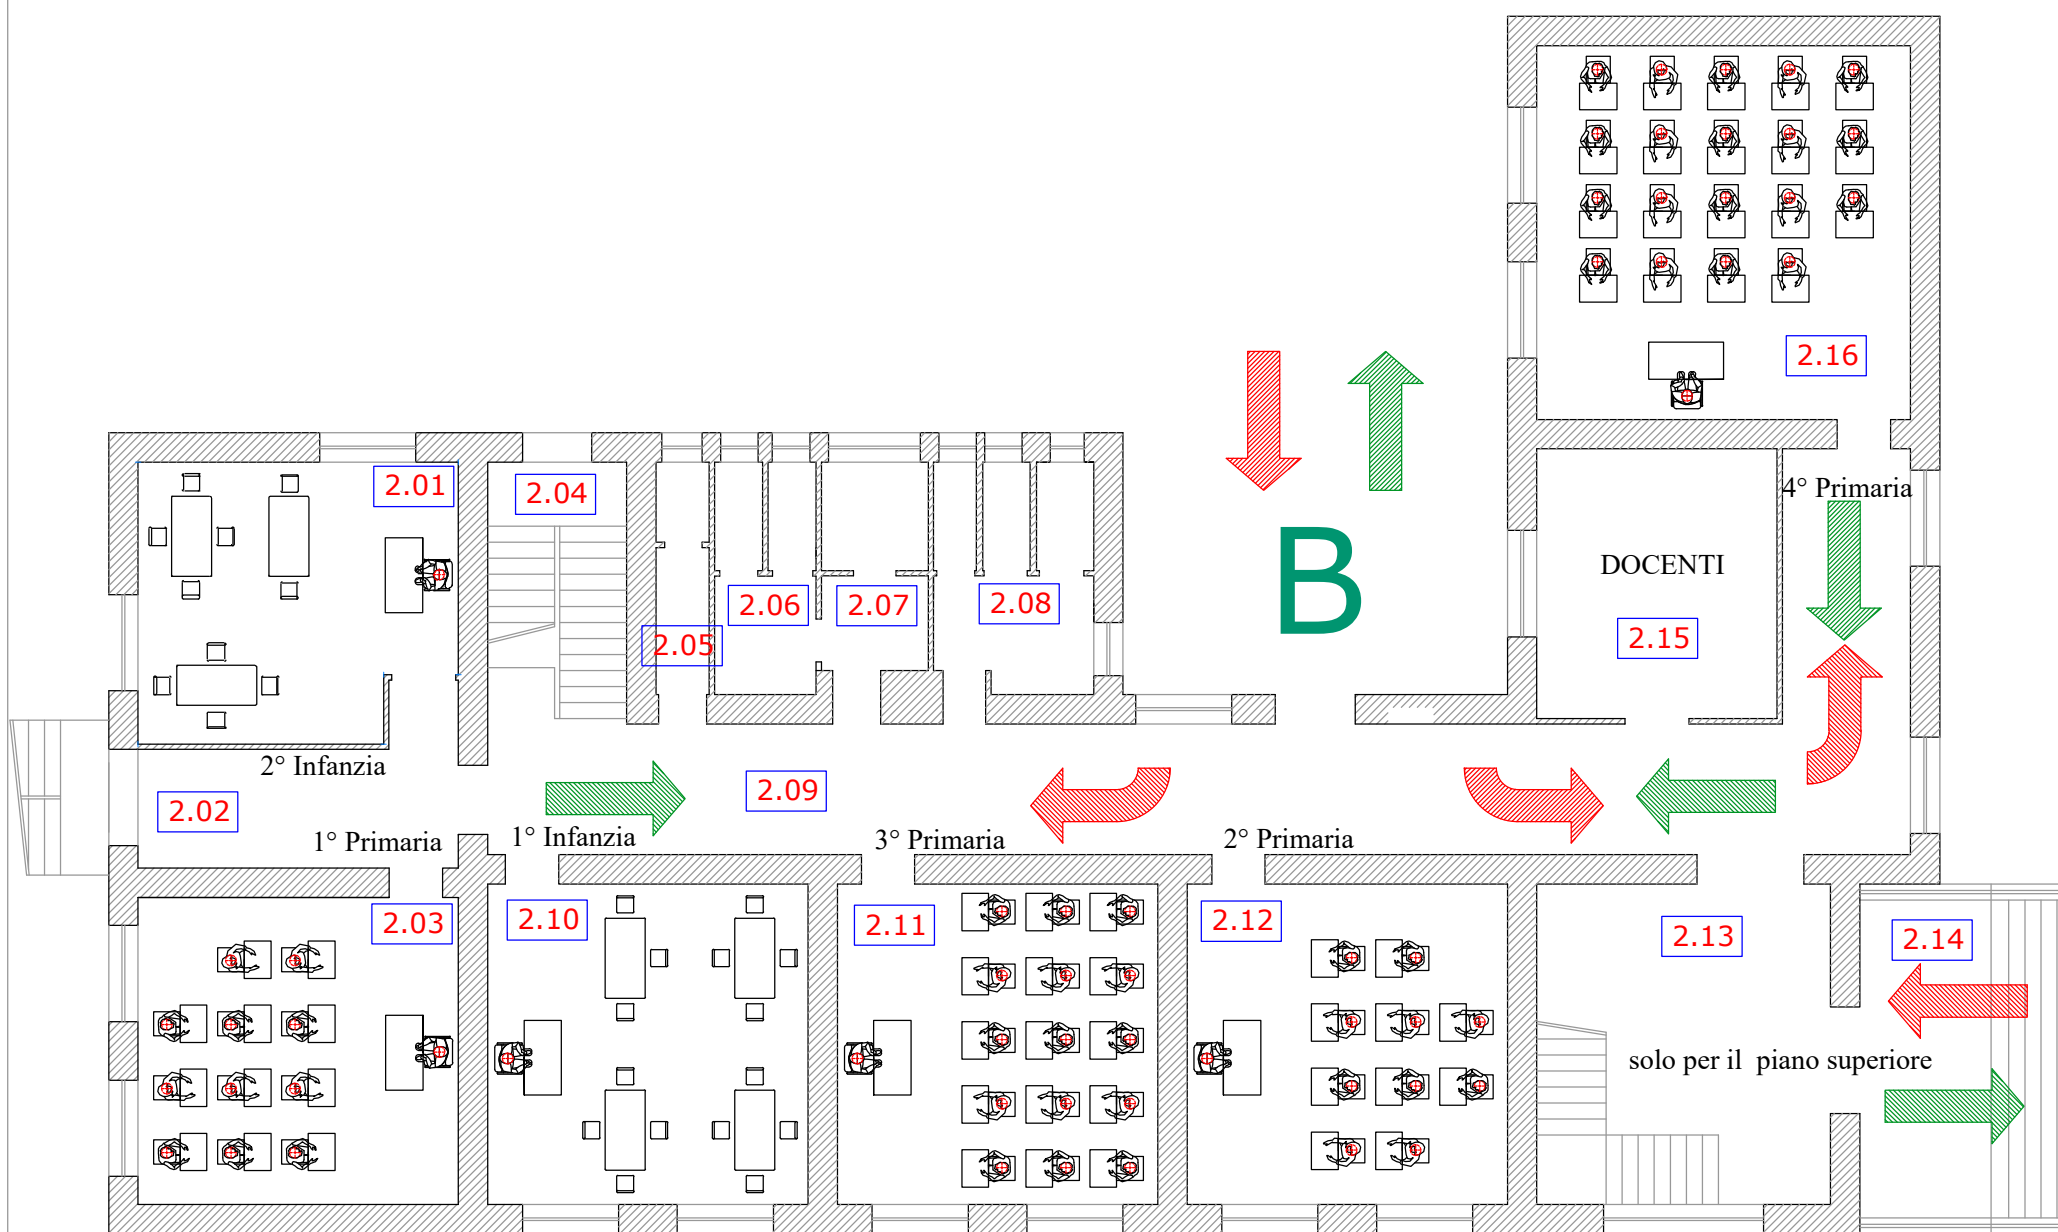 2.16
2.01
2.04
4° Primaria
B
DOCENTI
2.06
2.07
2.08
2.05
2.15
2° Infanzia
2.09
2.02
1° Primaria
1° Infanzia
3° Primaria
2° Primaria
2.03
2.10
2.11
2.12
2.13
2.14
solo per il piano superiore